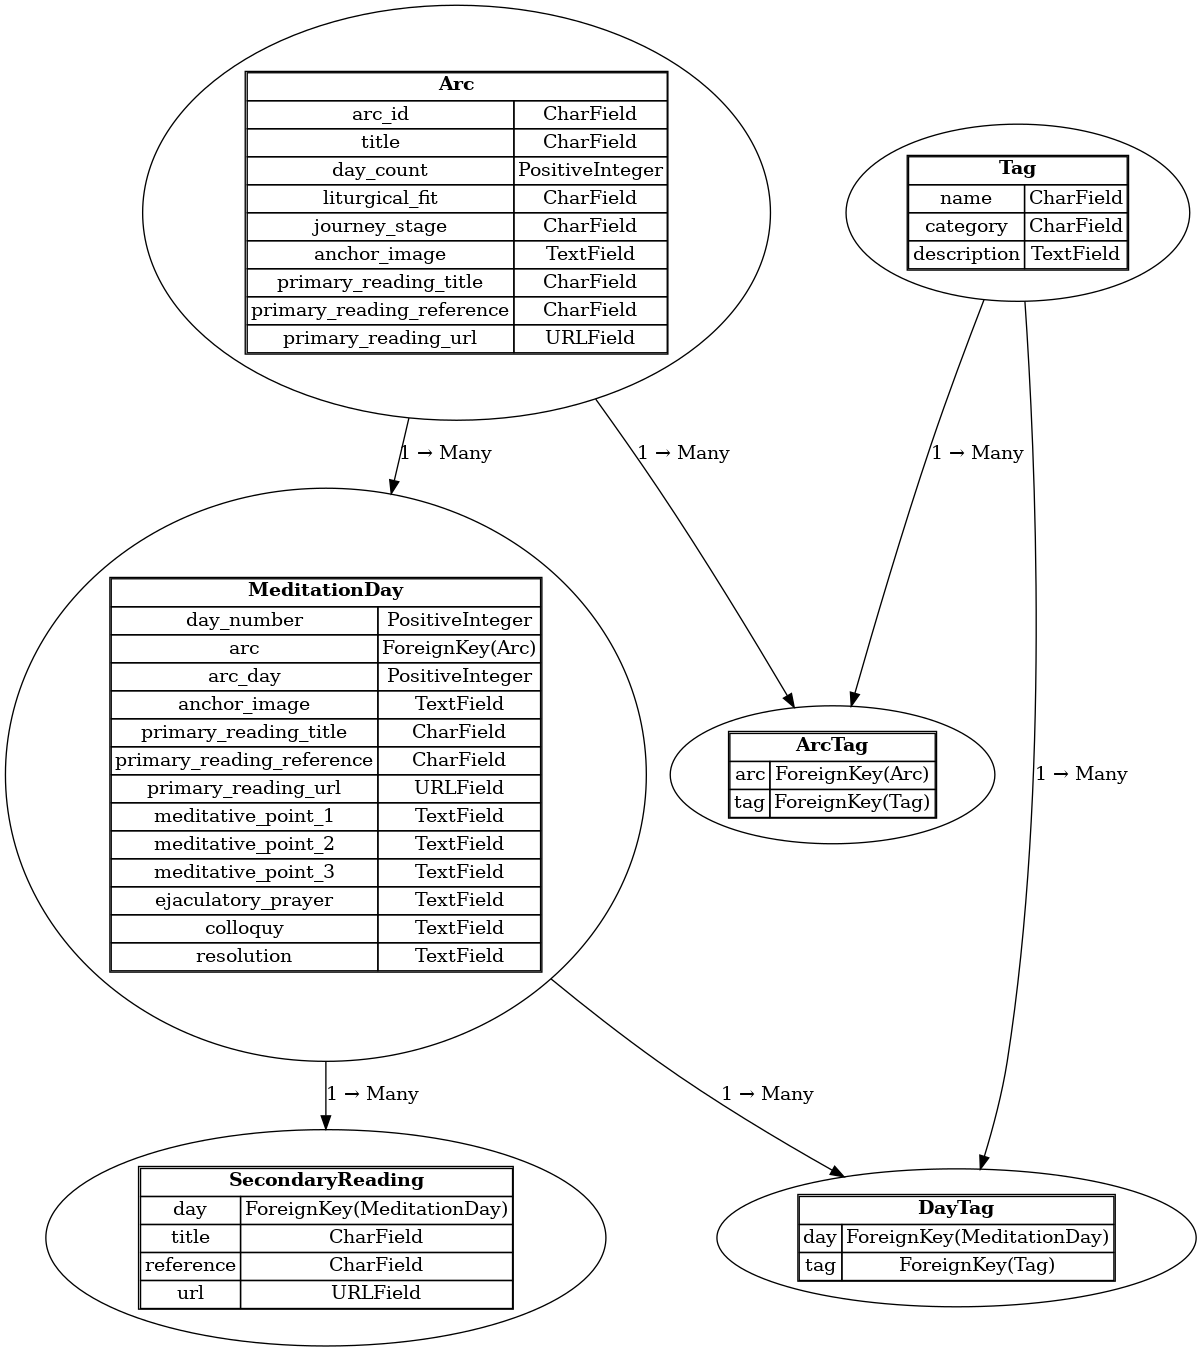 Arc
arc_id CharField
title CharField
day_count PositiveInteger
liturgical_fit CharField
journey_stage CharField
anchor_image TextField
primary_reading_title CharField
primary_reading_reference CharField
primary_reading_url URLField
Tag
name CharField
category CharField
description TextField
1 → Many
1 → Many
1 → Many
MeditationDay
day_number PositiveInteger
arc ForeignKey(Arc)
arc_day PositiveInteger
anchor_image TextField
primary_reading_title CharField
primary_reading_reference CharField
primary_reading_url URLField
meditative_point_1 TextField
meditative_point_2 TextField
meditative_point_3 TextField
ejaculatory_prayer TextField
colloquy TextField
resolution TextField
ArcTag
arc ForeignKey(Arc)
tag ForeignKey(Tag)
1 → Many
1 → Many
1 → Many
SecondaryReading
day ForeignKey(MeditationDay)
title CharField
reference CharField
url URLField
DayTag
day ForeignKey(MeditationDay)
tag ForeignKey(Tag)